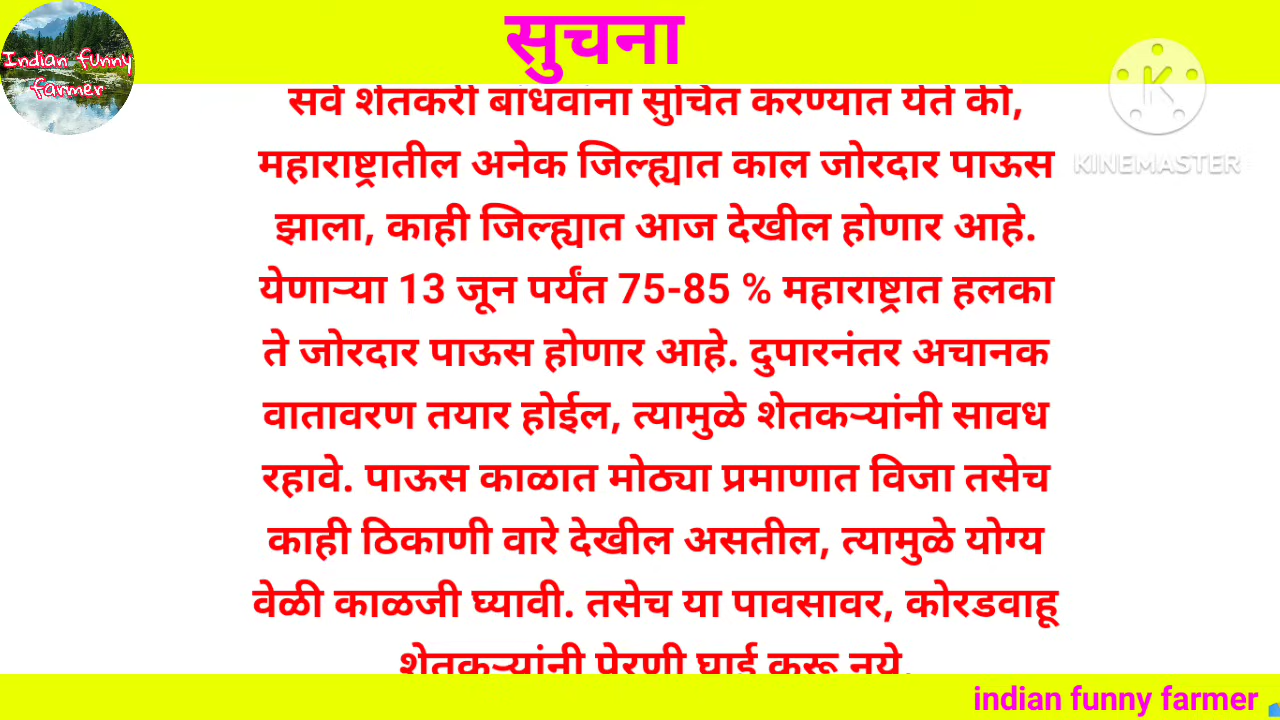 सुचना
Indian funny
farmer
KINEMASTER
सर्व शेतकरी बांधवांना सुचित करण्यात येते की,
महाराष्ट्रातील अनेक जिल्ह्यात काल जोरदार पाऊस
झाला, काही जिल्ह्यात आज देखील होणार आहे.
येणाऱ्या 13 जून पर्यंत 75-85 % महाराष्ट्रात हलका
ते जोरदार पाऊस होणार आहे. दुपारनंतर अचानक
वातावरण तयार होईल, त्यामुळे शेतकऱ्यांनी सावध
रहावे. पाऊस काळात मोठ्या प्रमाणात विजा तसेच
काही ठिकाणी वारे देखील असतील, त्यामुळे योग्य
वेळी काळजी घ्यावी. तसेच या पावसावर, कोरडवाहू
शेतकऱ्यांनी पेरणी घाई करू नये.
indian funny farmer